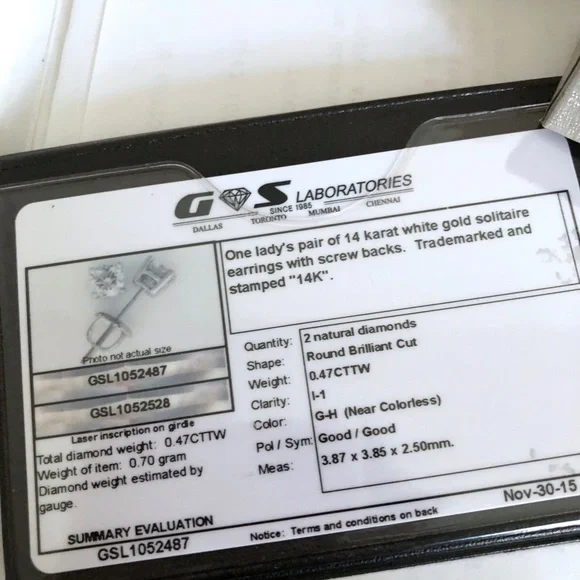 GS LABORATORIES
SINCE 1985
DALLAS TORONTO MUMBAI CHENNAI
One lady's pair of 14 karat white gold solitaire
earrings with screw backs. Trademarked and
stamped "14K".
Photo not actual size
GSL1052487
GSL1052528
Laser inscription on girdle
Total diamond weight: 0.47CTTW
Weight of item: 0.70 gram
Diamond weight estimated by
gauge.
Quantity: 2 natural diamonds
Shape: Round Brilliant Cut
Weight: 0.47CTTW
Clarity: I-1
Color: G-H (Near Colorless)
Pol / Sym: Good / Good
Meas: 3.87 x 3.85 x 2.50mm.
SUMMARY EVALUATION
GSL1052487
Notice: Terms and conditions on back
Nov-30-15